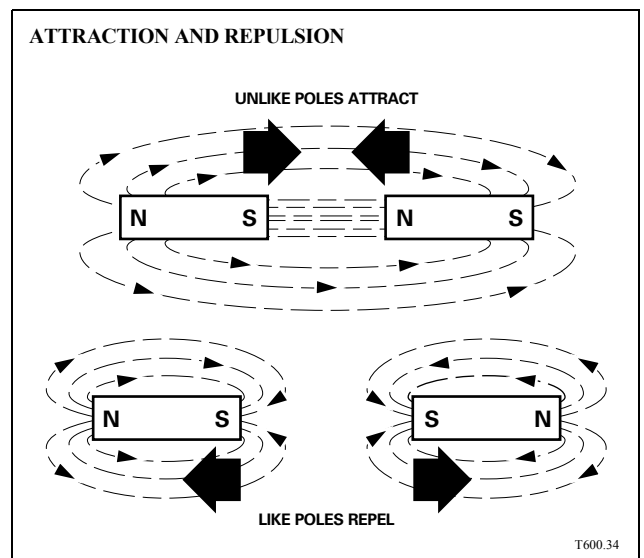 ATTRACTION AND REPULSION
UNLIKE POLES ATTRACT
N S N S
N S S N
LIKE POLES REPEL
T600.34